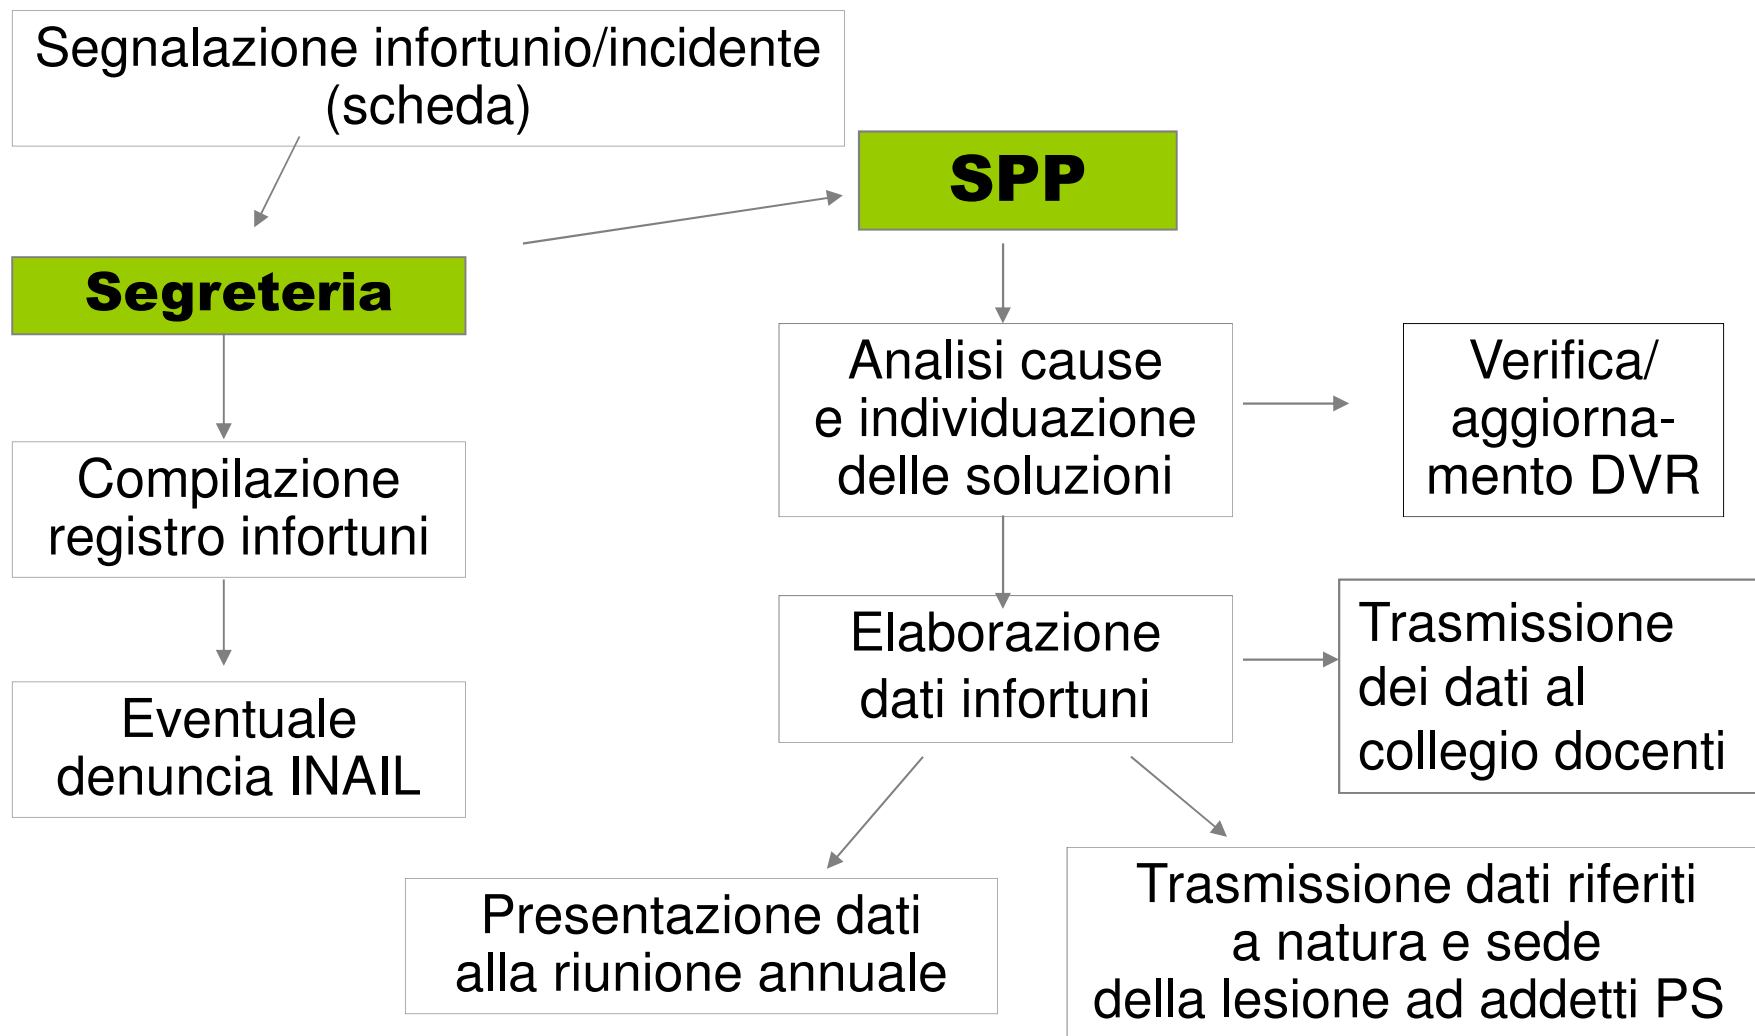 Segnalazione infortunio/incidente
(scheda)
SPP
Segreteria
Analisi cause
e individuazione
delle soluzioni
Verifica/
aggiorna-
mento DVR
Compilazione
registro infortuni
Elaborazione
dati infortuni
Trasmissione
dei dati al
collegio docenti
Eventuale
denuncia INAIL
Presentazione dati
alla riunione annuale
Trasmissione dati riferiti
a natura e sede
della lesione ad addetti PS